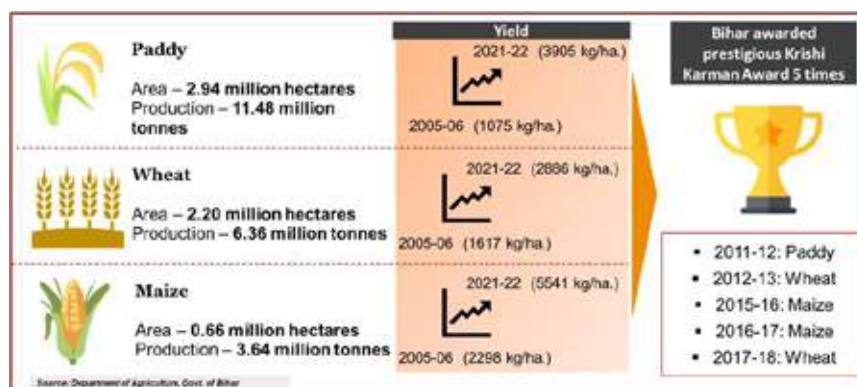 Paddy
Area – 2.94 million hectares
Production – 11.48 million
tonnes
Yield
2021-22 (3905 kg/ha.)
2005-06 (1075 kg/ha.)
Wheat
Area – 2.20 million hectares
Production – 6.36 million tonnes
2021-22 (2886 kg/ha.)
2005-06 (1617 kg/ha.)
Maize
Area – 0.66 million hectares
Production – 3.64 million tonnes
2021-22 (5541 kg/ha.)
2005-06 (2298 kg/ha.)
Bihar awarded
prestigious Krishi
Karman Award 5 times
▪ 2011-12: Paddy
▪ 2012-13: Wheat
▪ 2015-16: Maize
▪ 2016-17: Maize
▪ 2017-18: Wheat
Source: Department of Agriculture, Govt. of Bihar